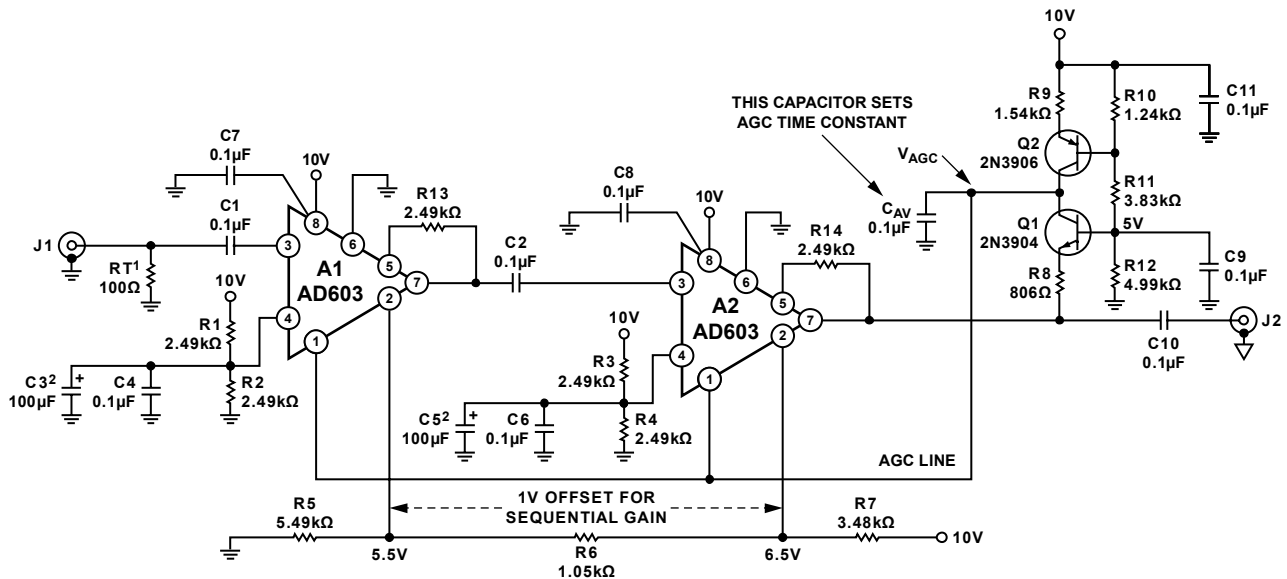 10V
THIS CAPACITOR SETS
AGC TIME CONSTANT
R9
1.54kΩ
R10
1.24kΩ
C11
0.1µF
Q2
2N3906
VAGC
CAV
0.1µF
R11
3.83kΩ
Q1
2N3904
5V
R8
806Ω
R12
4.99kΩ
C9
0.1µF
C7
0.1µF
10V
R13
2.49kΩ
C8
0.1µF
10V
R14
2.49kΩ
C1
0.1µF
J1
RT1
100Ω
8
6
3
5
A1
AD603
2
7
4
1
C2
0.1µF
8
6
3
5
A2
AD603
2
7
4
1
C10
0.1µF
J2
10V
R1
2.49kΩ
C32
+
100µF
C4
0.1µF
R2
2.49kΩ
10V
R3
2.49kΩ
C52
+
100µF
C6
0.1µF
R4
2.49kΩ
AGC LINE
1V OFFSET FOR
SEQUENTIAL GAIN
R5
5.49kΩ
5.5V
R6
1.05kΩ
6.5V
R7
3.48kΩ
10V